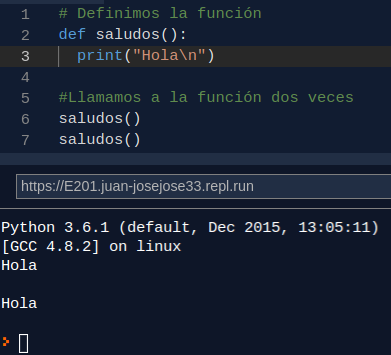 1 # Definimos la función
2 def saludos():
3 print("Hola\n")
4
5 #Llamamos a la función dos veces
6 saludos()
7 saludos()
https://E201.juan-josejose33.repl.run
Python 3.6.1 (default, Dec 2015, 13:05:11)
[GCC 4.8.2] on linux
Hola
Hola
>